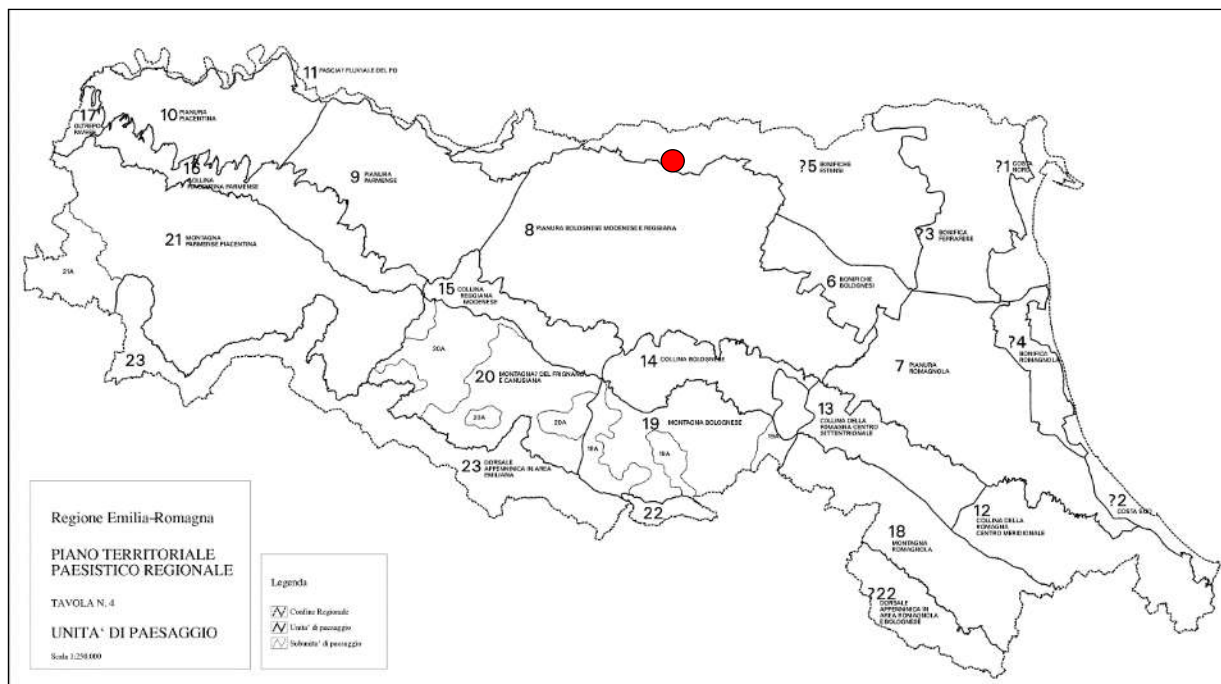 11 FASCIA? FLUVIALE DEL PO
10 PIANURA
PIACENTINA
17
OLTREPO'
PAVESE
16
COLLINA
PIACENTINA PARMENSE
9 PIANURA
PARMENSE
?5 BONIFICHE
ESTENSI
?1 COSTA
NORD
?3 BONIFICA
FERRARESE
8 PIANURA BOLOGNESE MODENESE E REGGIANA
21 MONTAGNA
PARMENSE PIACENTINA
21A
6 BONIFICHE
BOLOGNESI
15 COLLINA
REGGIANA
MODENESE
?4
BONIFICA
ROMAGNOLA
7
PIANURA
ROMAGNOLA
14 COLLINA BOLOGNESE
23
20A
20 MONTAGNA? DEL FRIGNANO
E CANUSIANA
20A
20A
13
COLLINA DELLA
ROMAGNA CENTRO
SETTENTRIONALE
19 MONTAGNA BOLOGNESE
19A
19A
19A
23 DORSALE
APPENNINICA IN AREA
EMILIANA
22
?2
COSTA SUD
12
COLLINA DELLA
ROMAGNA
CENTRO MERIDIONALE
18
MONTAGNA
ROMAGNOLA
?22
DORSALE
APPENNINICA IN
AREA ROMAGNOLA
E BOLOGNESE
Regione Emilia-Romagna
PIANO TERRITORIALE
PAESISTICO REGIONALE
TAVOLA N. 4
UNITA' DI PAESAGGIO
Scala 1:250.000
Legenda
Confine Regionale
Unita' di paesaggio
Subunita' di paesaggio